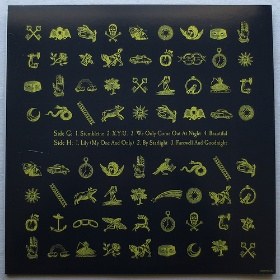 Side G: 1. Stumbleine 2. X.Y.U. 3. We Only Come Out At Night 4. Beautiful
Side H: 1. Lily (My One And Only) 2. By Starlight 3. Farewell And Goodnight